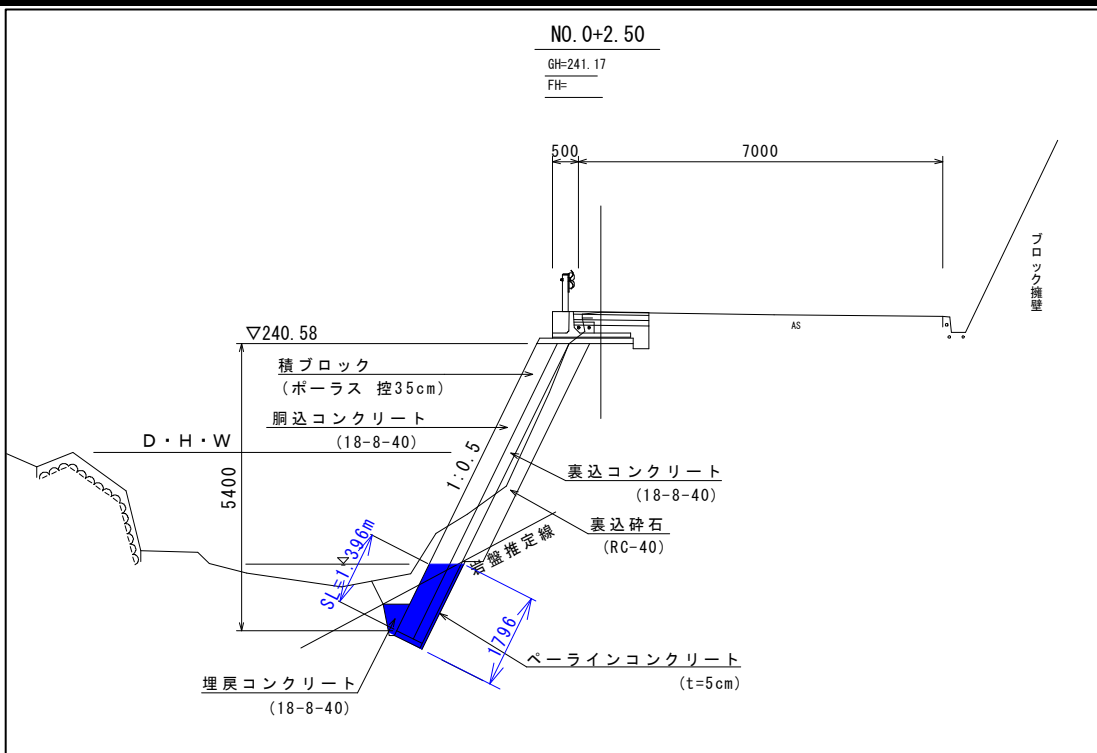 NO.0+2.50
GH=241.17
FH=
500
7000
ブロック擁壁
AS
▽240.58
積ブロック
(ポーラス 控35cm)
胴込コンクリート
(18-8-40)
D・H・W
1:0.5
5400
裏込コンクリート
(18-8-40)
裏込砕石
(RC-40)
岩盤推定線
▽
SL=1.396m
1796
ペーラインコンクリート
(t=5cm)
埋戻コンクリート
(18-8-40)